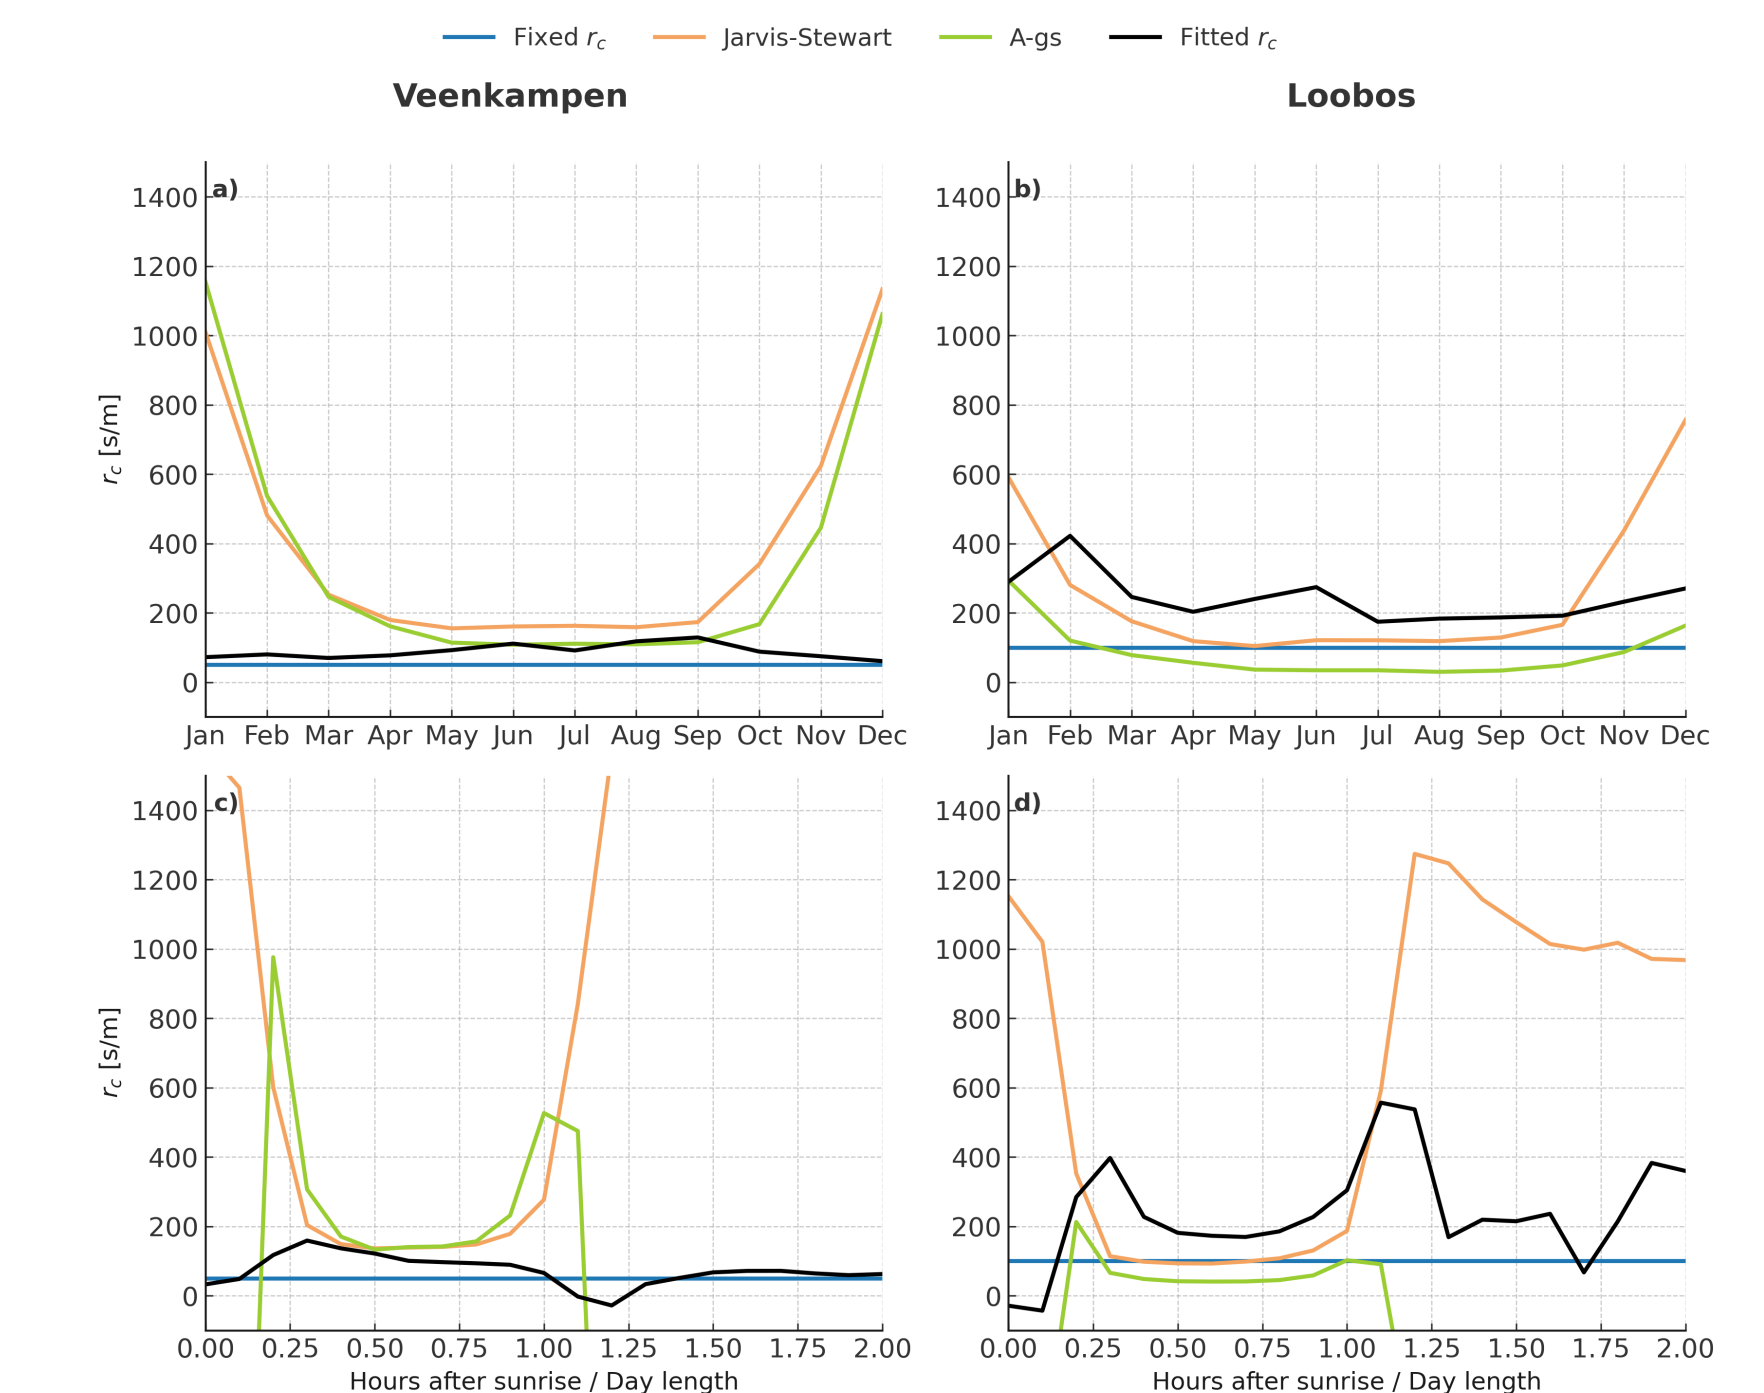 Fixed r_c Jarvis-Stewart A-gs Fitted r_c
Veenkampen Loobos
a) b)
1400 1400
1200 1200
1000 1000
800 800
r_c [s/m]
600 600
400 400
200 200
0 0
Jan Feb Mar Apr May Jun Jul Aug Sep Oct Nov Dec Jan Feb Mar Apr May Jun Jul Aug Sep Oct Nov Dec
c) d)
1400 1400
1200 1200
1000 1000
800 800
r_c [s/m]
600 600
400 400
200 200
0 0
0.00 0.25 0.50 0.75 1.00 1.25 1.50 1.75 2.00 0.00 0.25 0.50 0.75 1.00 1.25 1.50 1.75 2.00
Hours after sunrise / Day length Hours after sunrise / Day length